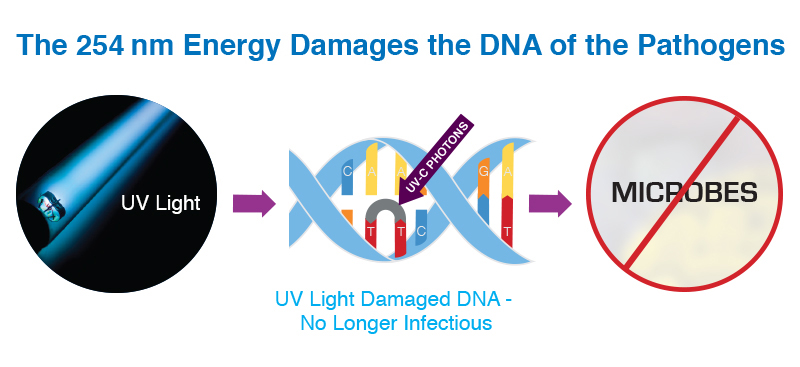 The 254 nm Energy Damages the DNA of the Pathogens
UV Light
C A A G A
UV-C PHOTONS
T T C T
MICROBES
UV Light Damaged DNA -
No Longer Infectious